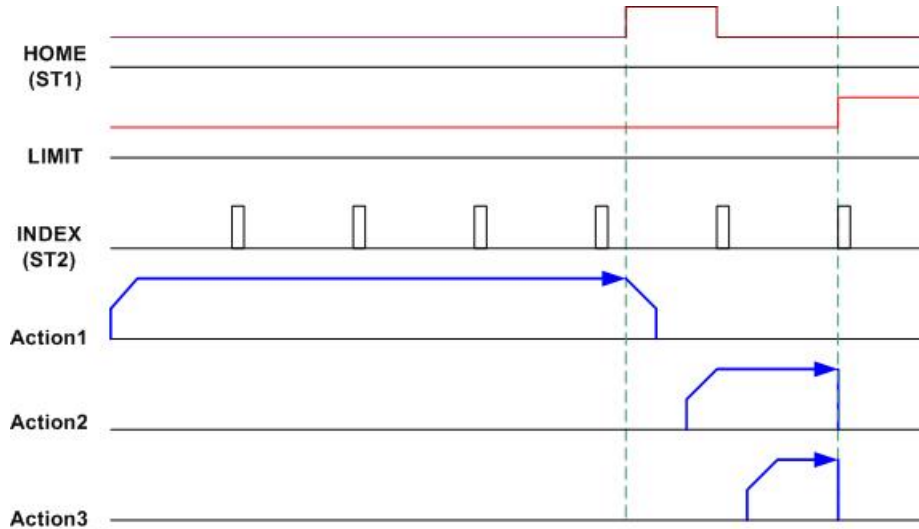 HOME
(ST1)
LIMIT
INDEX
(ST2)
Action1
Action2
Action3